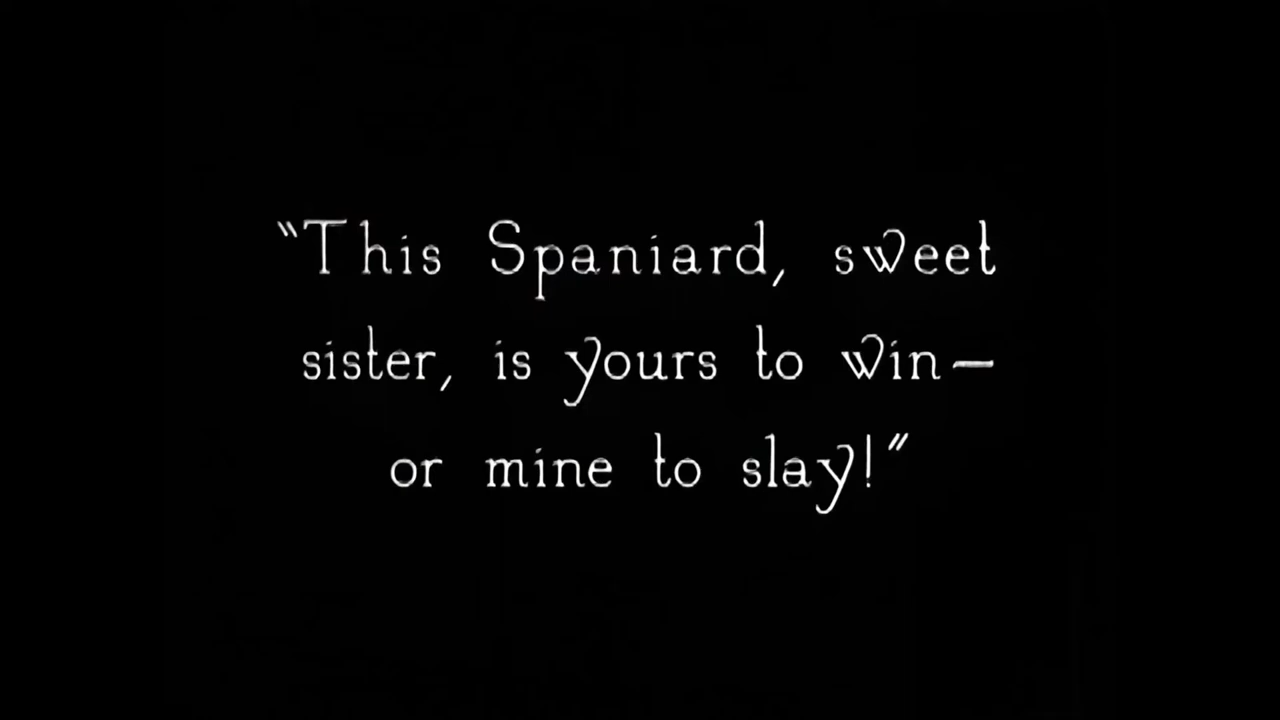 “This Spaniard, sweet
sister, is yours to win—
or mine to slay!”